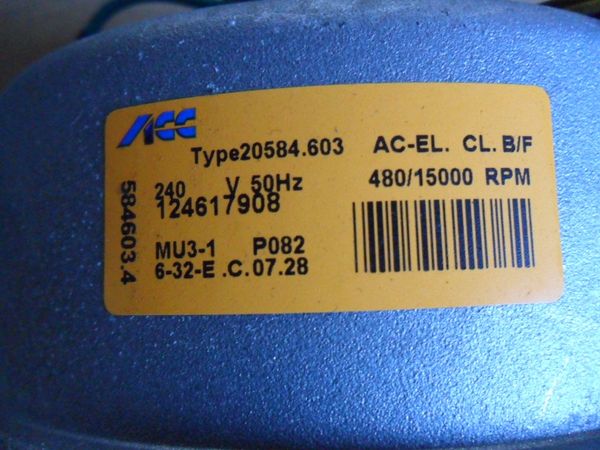 ACC
Type20584.603 AC-EL. CL. B/F
240 V 50Hz 480/15000 RPM
124617908
MU3-1 P082
6-32-E .C.07.28
584603.4